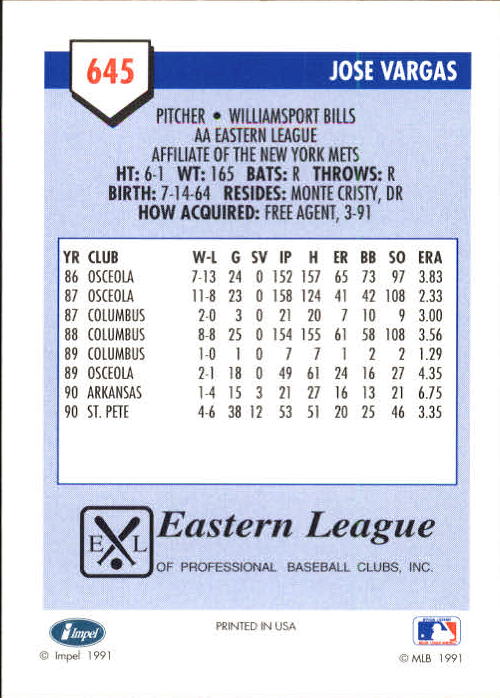 645
JOSE VARGAS
PITCHER • WILLIAMSPORT BILLS
AA EASTERN LEAGUE
AFFILIATE OF THE NEW YORK METS
HT: 6-1 WT: 165 BATS: R THROWS: R
BIRTH: 7-14-64 RESIDES: MONTE CRISTY, DR
HOW ACQUIRED: FREE AGENT, 3-91
YR CLUB W-L G SV IP H ER BB SO ERA
86 OSCEOLA 7-13 24 0 152 157 65 73 97 3.83
87 OSCEOLA 11-8 23 0 158 124 41 42 108 2.33
87 COLUMBUS 2-0 3 0 21 20 7 10 9 3.00
88 COLUMBUS 8-8 25 0 154 155 61 58 108 3.56
89 COLUMBUS 1-0 1 0 7 7 1 2 2 1.29
89 OSCEOLA 2-1 18 0 49 61 24 16 27 4.35
90 ARKANSAS 1-4 15 3 21 27 16 13 21 6.75
90 ST. PETE 4-6 38 12 53 51 20 25 46 3.35
E L
Eastern League
OF PROFESSIONAL BASEBALL CLUBS, INC.
Impel
PRINTED IN USA
© Impel 1991
© MLB 1991